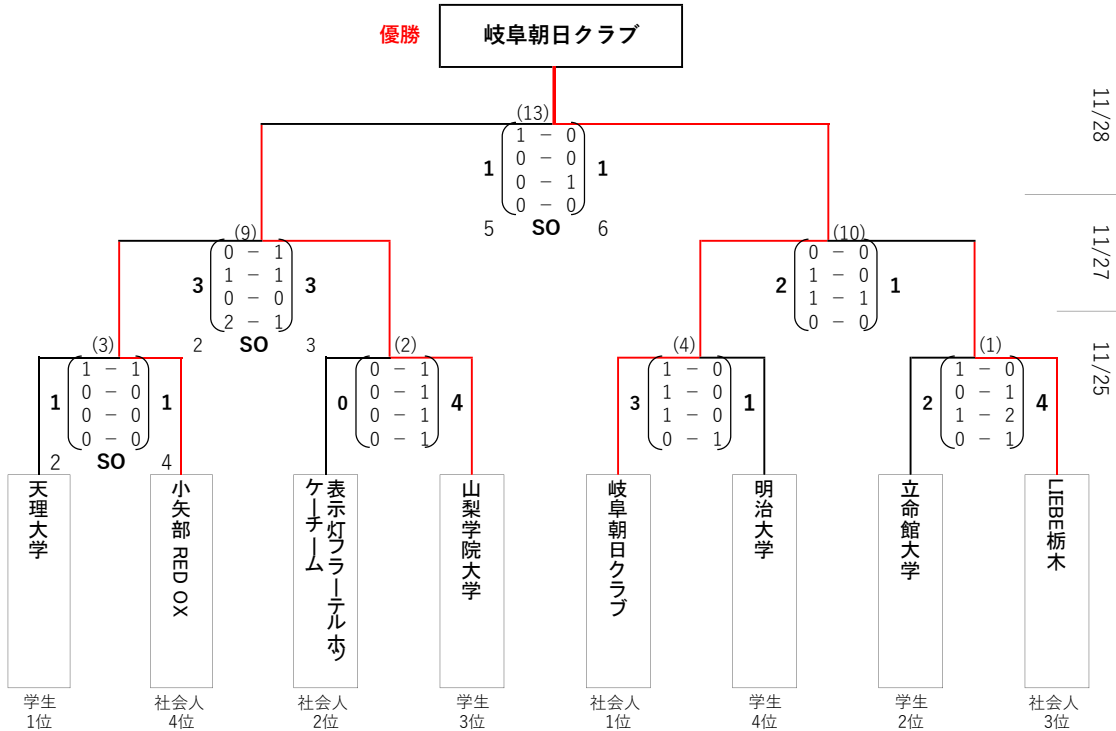 優勝
岐阜朝日クラブ
11/28
(13)
1 － 0
0 － 0
0 － 1
0 － 0
1
1
5
SO
6
11/27
(9)
0 － 1
1 － 1
0 － 0
2 － 1
3
3
2
SO
3
(10)
0 － 0
1 － 0
1 － 1
0 － 0
2
1
11/25
(3)
1 － 1
0 － 0
0 － 0
0 － 0
1
1
2
SO
4
(2)
0 － 1
0 － 1
0 － 1
0 － 1
0
4
(4)
1 － 0
1 － 0
1 － 0
0 － 1
3
1
(1)
1 － 0
0 － 1
1 － 2
0 － 1
2
4
天理大学
小矢部 RED OX
表示灯フラーテルホッ
ケーチーム
山梨学院大学
岐阜朝日クラブ
明治大学
立命館大学
LIEBE栃木
学生
1位
社会人
4位
社会人
2位
学生
3位
社会人
1位
学生
4位
学生
2位
社会人
3位